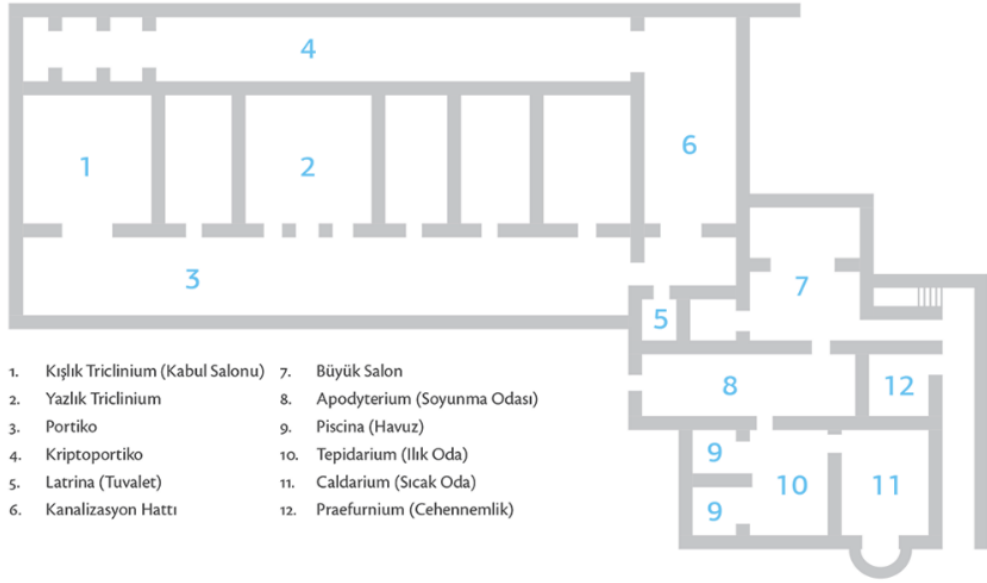 4
6
1
2
7
3
5
8
12
9
10
11
9
1. Kışlık Triclinium (Kabul Salonu)
2. Yazlık Triclinium
3. Portiko
4. Kriptoportiko
5. Latrina (Tuvalet)
6. Kanalizasyon Hattı
7. Büyük Salon
8. Apodyterium (Soyunma Odası)
9. Piscina (Havuz)
10. Tepidarium (Ilık Oda)
11. Caldarium (Sıcak Oda)
12. Praefurnium (Cehennemlik)